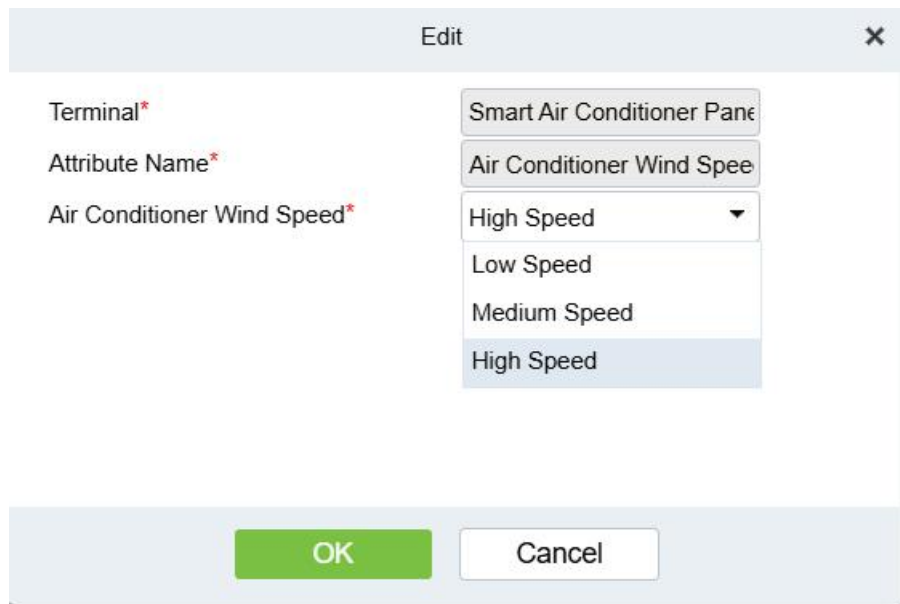 Edit
Terminal*
Smart Air Conditioner Pane
Attribute Name*
Air Conditioner Wind Spee
Air Conditioner Wind Speed*
High Speed
Low Speed
Medium Speed
High Speed
OK
Cancel